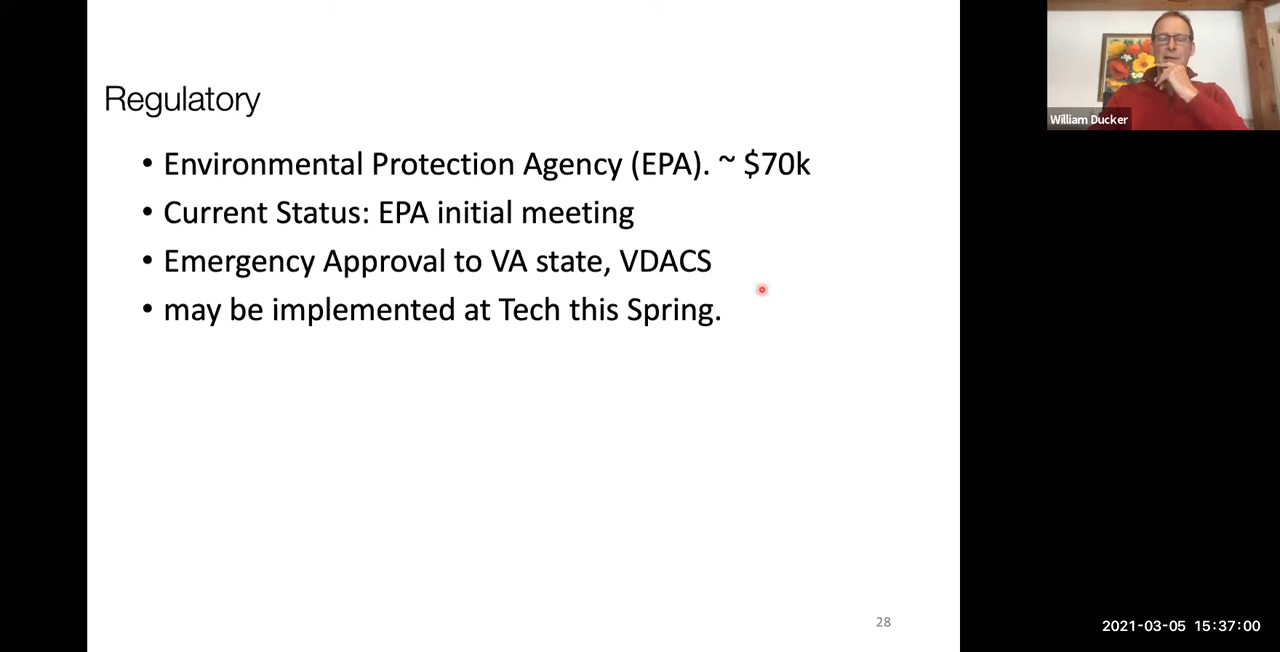 Regulatory
• Environmental Protection Agency (EPA). ~ $70k
• Current Status: EPA initial meeting
• Emergency Approval to VA state, VDACS
• may be implemented at Tech this Spring.
28
William Ducker
2021-03-05 15:37:00